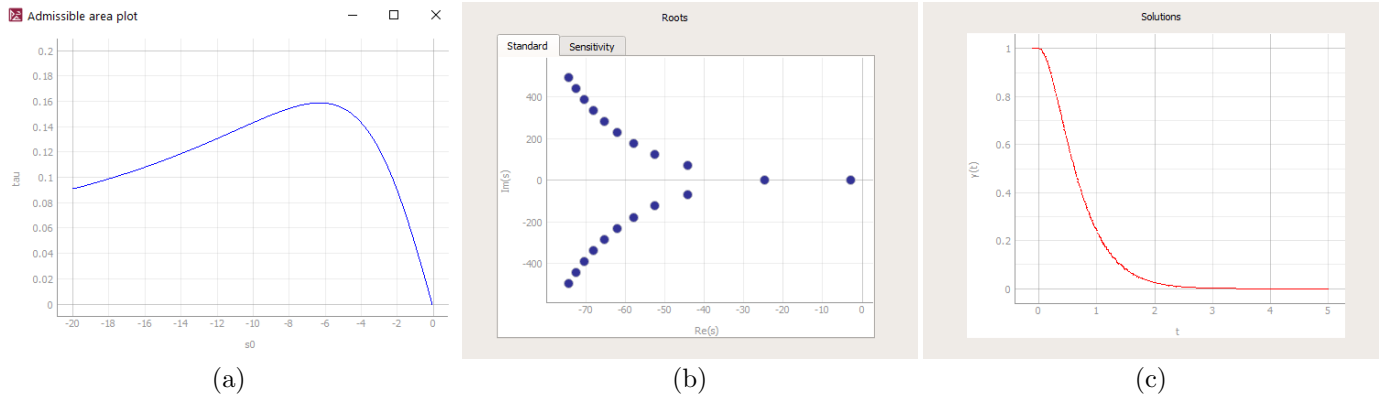 Admissible area plot
0.2
0.18
0.16
0.14
0.12
0.1
0.08
0.06
0.04
0.02
0
tau
-20 -18 -16 -14 -12 -10 -8 -6 -4 -2 0
s0
(a)
Roots
Standard Sensitivity
400
200
0
-200
-400
Im(s)
-70 -60 -50 -40 -30 -20 -10 0
Re(s)
(b)
Solutions
1
0.8
0.6
0.4
0.2
0
y(t)
0 1 2 3 4 5
t
(c)